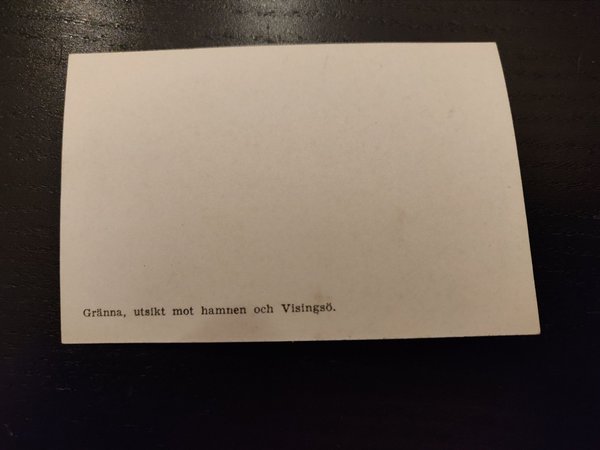 Gränna, utsikt mot hamnen och Visingsö.